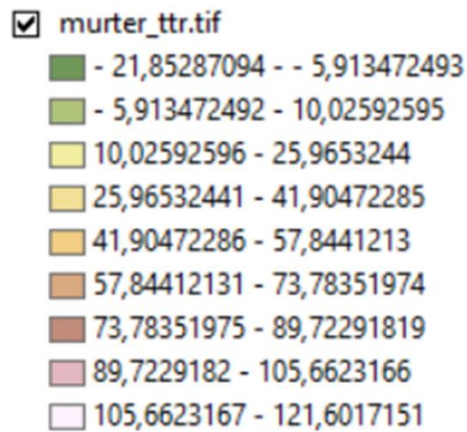 murter_ttr.tif
- 21,85287094 - - 5,913472493
- 5,913472492 - 10,02592595
10,02592596 - 25,9653244
25,96532441 - 41,90472285
41,90472286 - 57,8441213
57,84412131 - 73,78351974
73,78351975 - 89,72291819
89,7229182 - 105,6623166
105,6623167 - 121,6017151